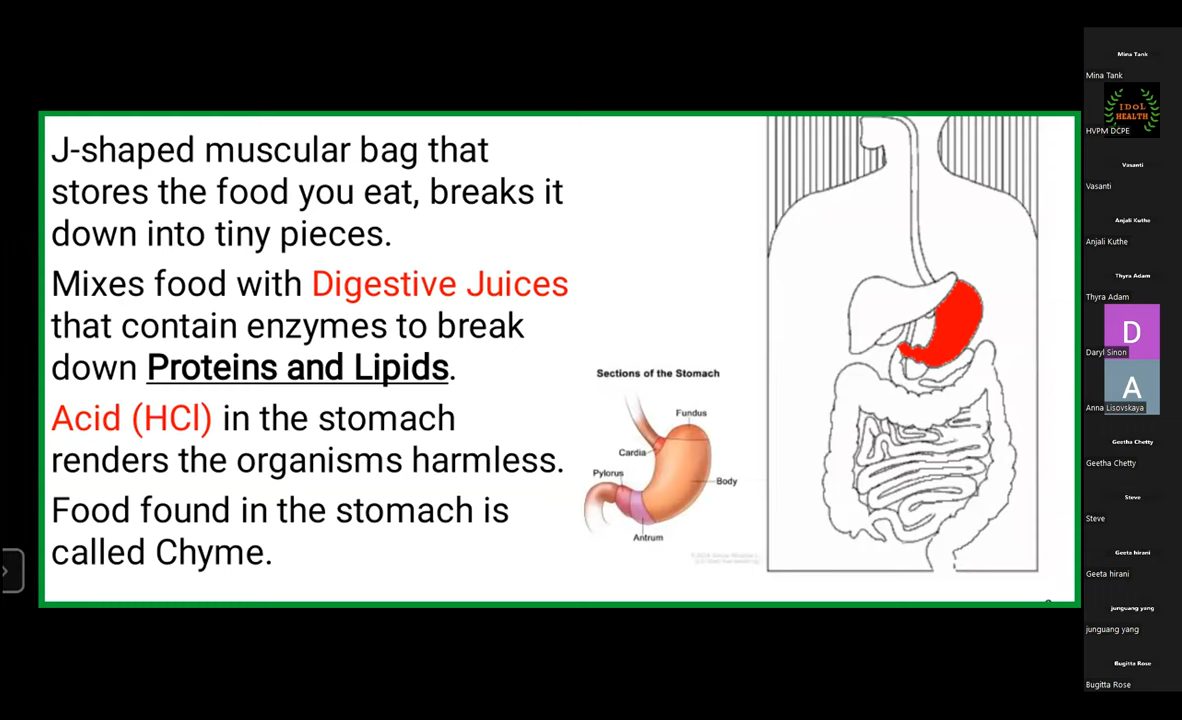 J-shaped muscular bag that
stores the food you eat, breaks it
down into tiny pieces.
Mixes food with Digestive Juices
that contain enzymes to break
down Proteins and Lipids.
Acid (HCl) in the stomach
renders the organisms harmless.
Food found in the stomach is
called Chyme.
Sections of the Stomach
Fundus
Cardia
Pylorus
Body
Antrum
Mina Tank
Mina Tank
IDOL
HEALTH
HVPM DCPE
Vasanti
Vasanti
Anjali Kuthe
Anjali Kuthe
Thyra Adam
Thyra Adam
D
Daryl Sinon
A
Anna Lisovskaya
Geetha Chetty
Geetha Chetty
Steve
Steve
Geeta hirani
Geeta hirani
junguang yang
junguang yang
Bugitta Rose
Bugitta Rose